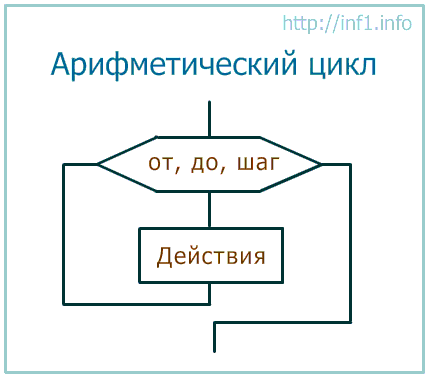 http://inf1.info
Арифметический цикл
от, до, шаг
Действия